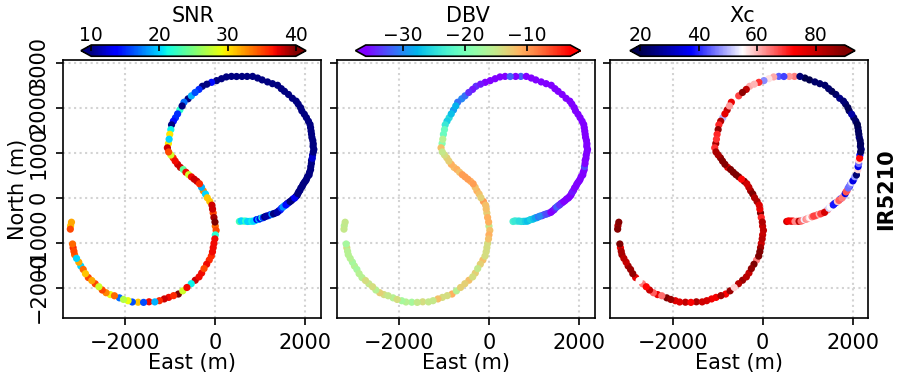 SNR DBV Xc
10 20 30 40 −30 −20 −10 20 40 60 80
3000
2000
1000
0
−1000
−2000
North (m)
−2000 0 2000 −2000 0 2000 −2000 0 2000
East (m) East (m) East (m)
IR5210